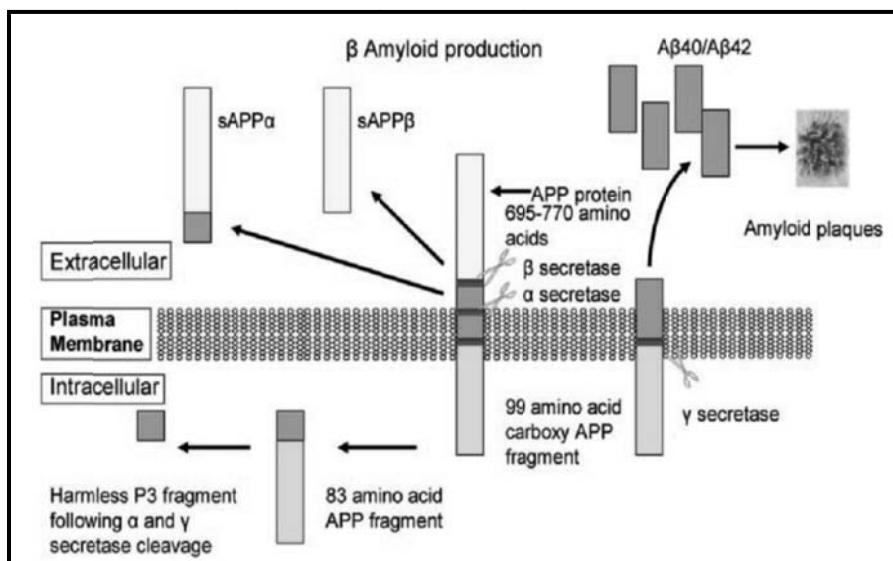 β Amyloid production
Aβ40/Aβ42
sAPPα
sAPPβ
APP protein
695-770 amino
acids
Amyloid plaques
Extracellular
β secretase
α secretase
Plasma
Membrane
Intracellular
99 amino acid
carboxy APP
fragment
γ secretase
Harmless P3 fragment
following α and γ
secretase cleavage
83 amino acid
APP fragment